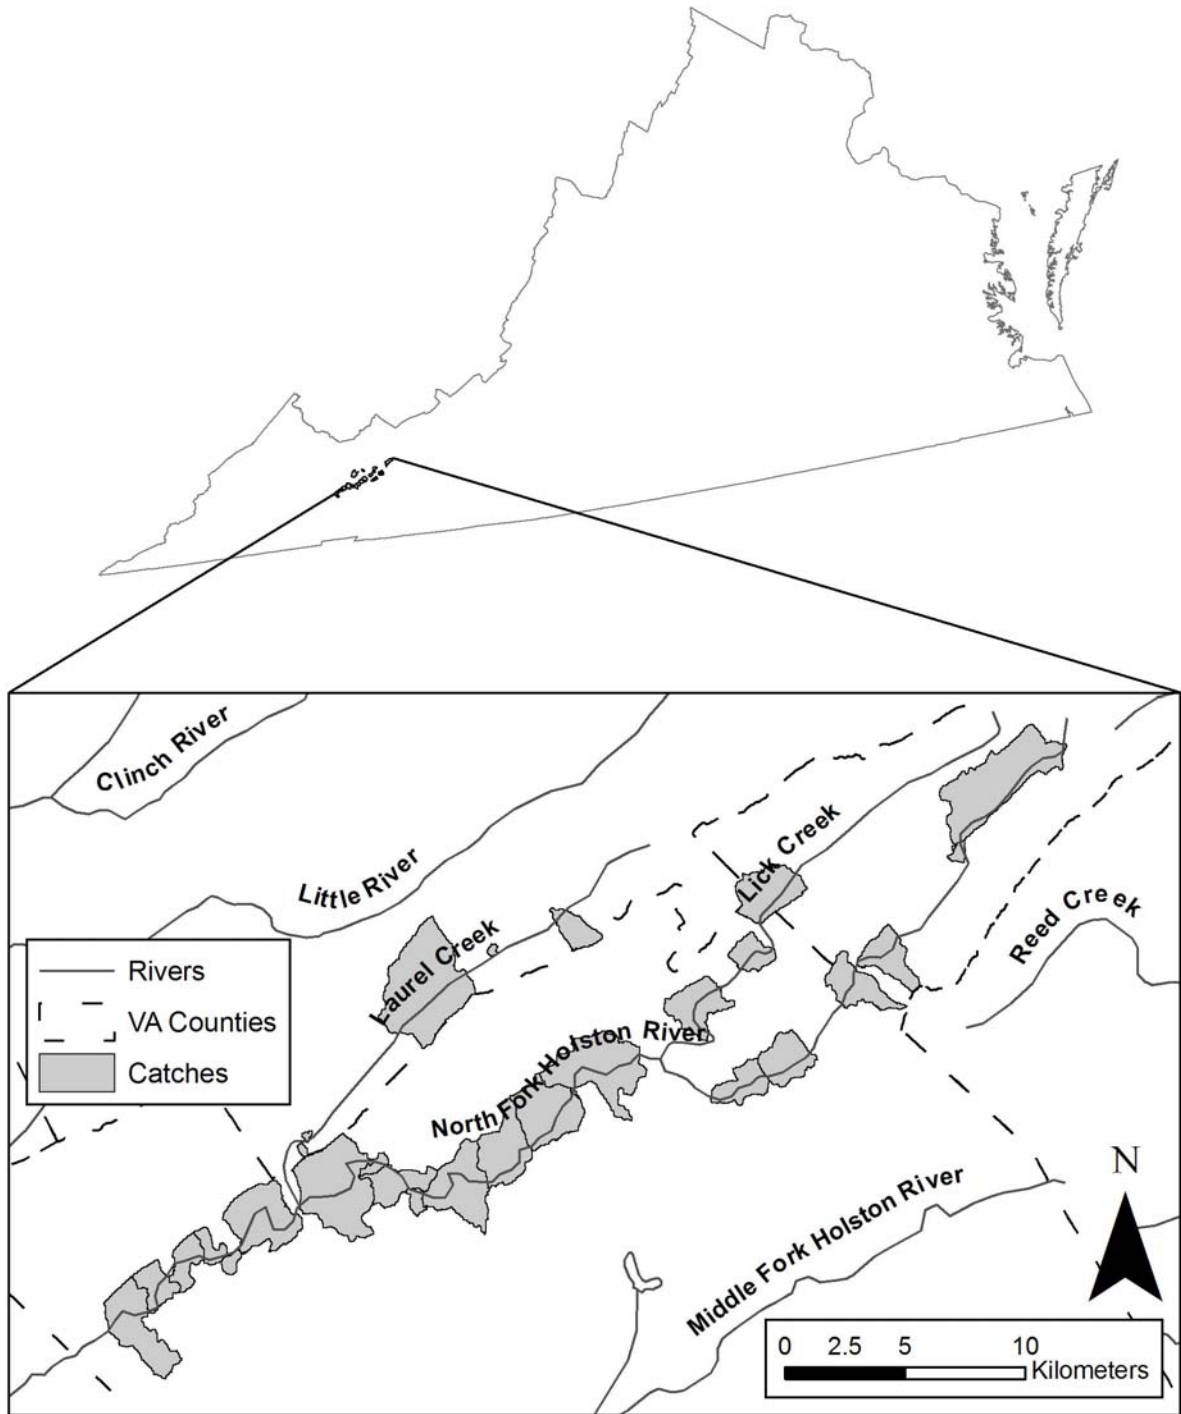 Clinch River
Little River
Lick Creek
Reed Creek
Laurel Creek
Rivers
VA Counties
Catches
North Fork Holston River
Middle Fork Holston River
N
0 2.5 5 10
Kilometers